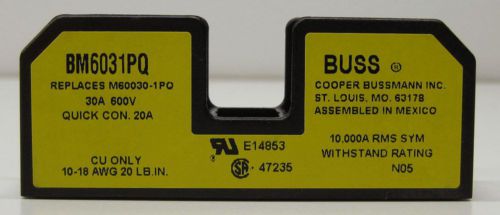 BM6031PQ
REPLACES M60030-1PQ
30A 600V
QUICK CON. 20A
CU ONLY
10-18 AWG 20 LB.IN.
E14853
47235
BUSS ®
COOPER BUSSMANN INC.
ST. LOUIS, MO. 63178
ASSEMBLED IN MEXICO
10,000A RMS SYM
WITHSTAND RATING
N05